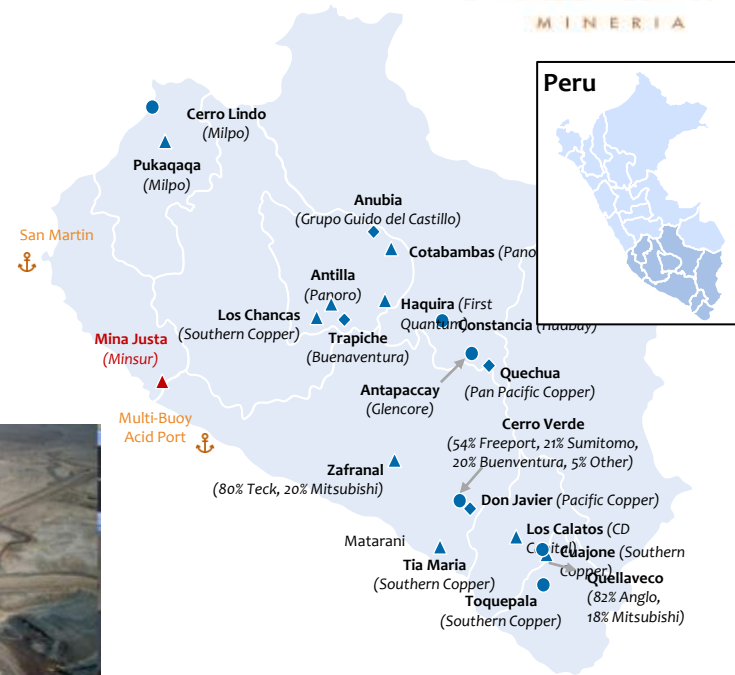 MINERIA
Peru
Cerro Lindo
(Milpo)
Pukaqaqa
(Milpo)
Anubia
(Grupo Guido del Castillo)
San Martin
Cotabambas (Pano
Antilla
(Panoro)
Haquira (First
Quantum)
Los Chancas
(Southern Copper)
Constancia (Hudbay)
Mina Justa
(Minsur)
Trapiche
(Buenaventura)
Quechua
(Pan Pacific Copper)
Antapaccay
(Glencore)
Multi-Buoy
Acid Port
Cerro Verde
(54% Freeport, 21% Sumitomo,
20% Buenventura, 5% Other)
Zafranal
(80% Teck, 20% Mitsubishi)
Don Javier (Pacific Copper)
Los Calatos (CD
Capital)
Matarani
Cuajone (Southern
Copper)
Tia Maria
(Southern Copper)
Quellaveco
(82% Anglo,
18% Mitsubishi)
Toquepala
(Southern Copper)